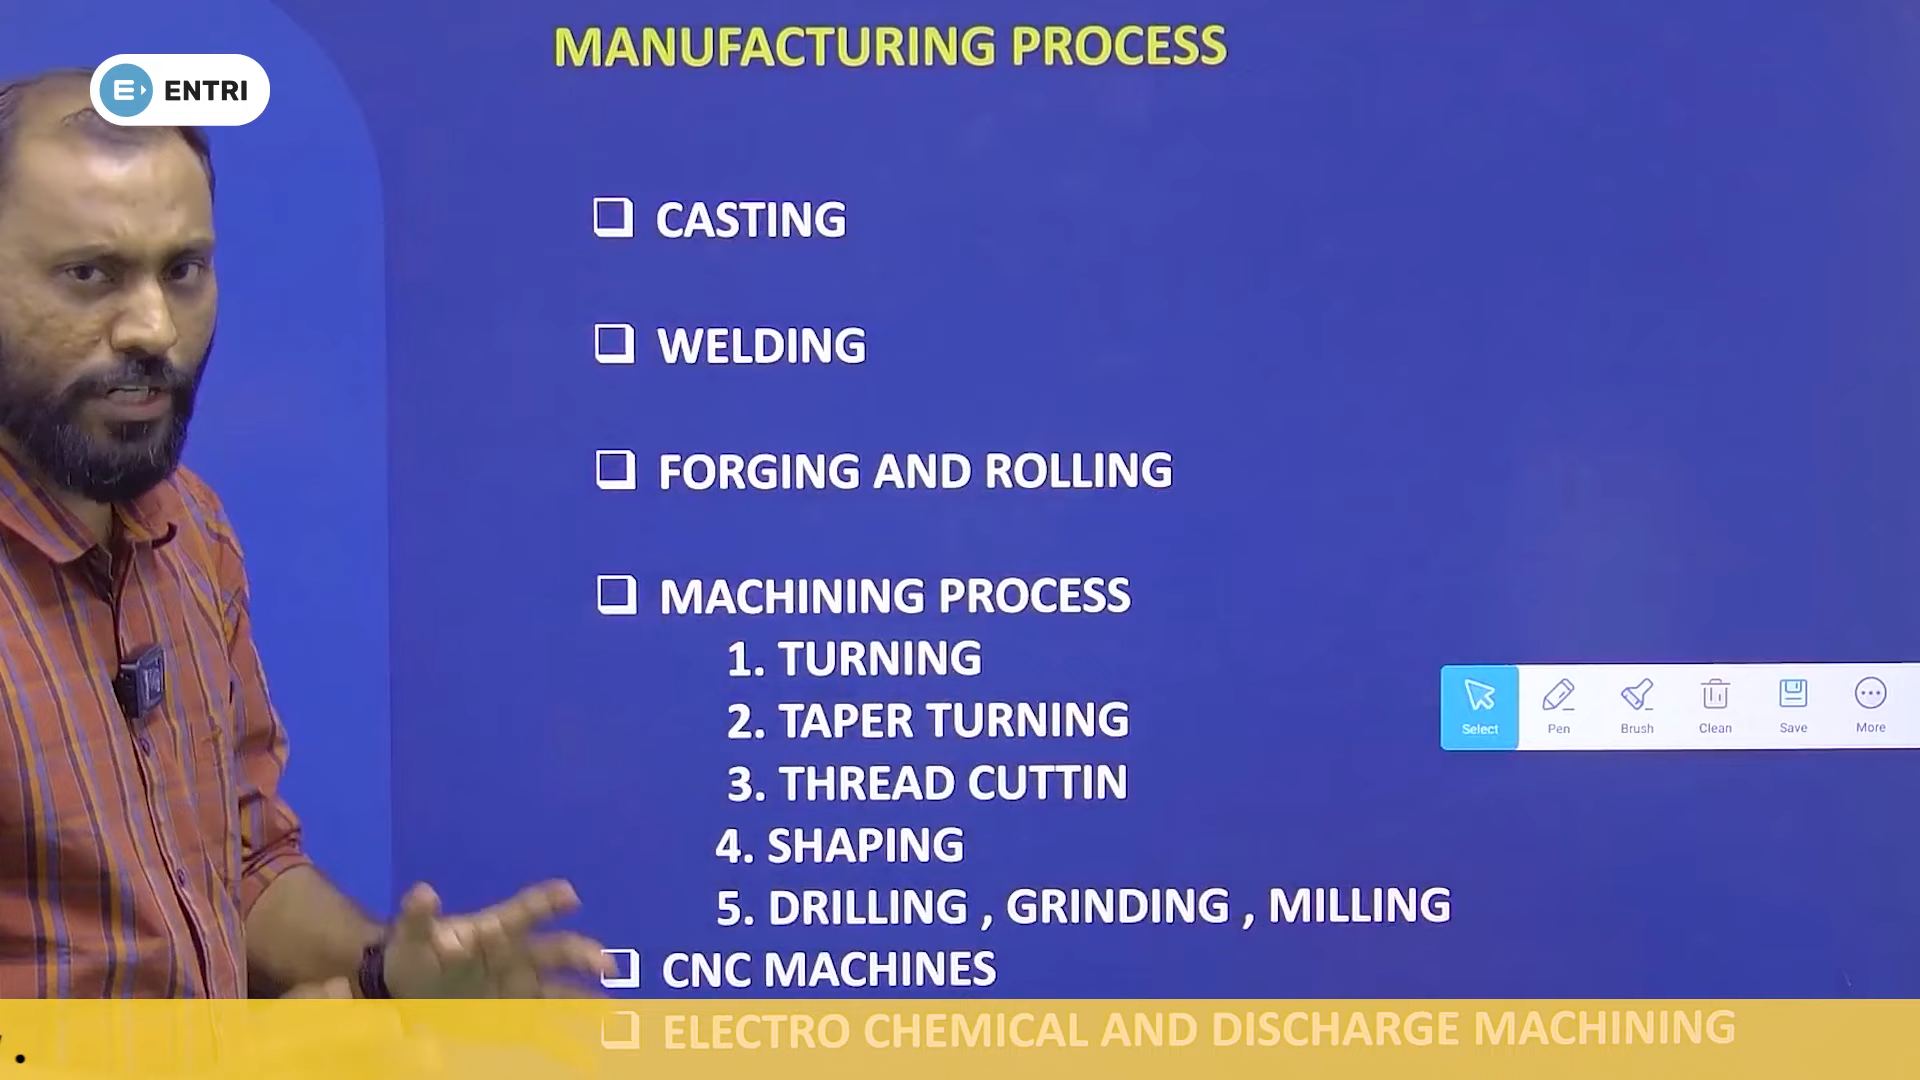 MANUFACTURING PROCESS
ENTRI
CASTING
WELDING
FORGING AND ROLLING
MACHINING PROCESS
1. TURNING
2. TAPER TURNING
3. THREAD CUTTIN
4. SHAPING
5. DRILLING , GRINDING , MILLING
Select Pen Brush Clean Save More
CNC MACHINES
ELECTRO CHEMICAL AND DISCHARGE MACHINING